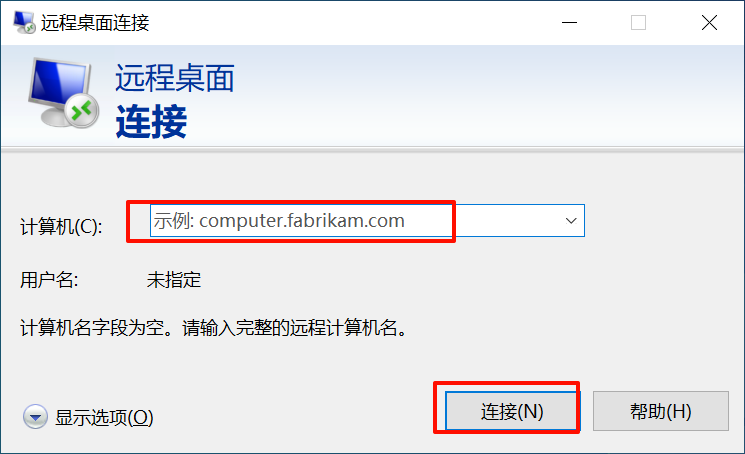 远程桌面连接
远程桌面
连接
计算机(C):
示例: computer.fabrikam.com
用户名:
未指定
计算机名字段为空。请输入完整的远程计算机名。
显示选项(O)
连接(N)
帮助(H)